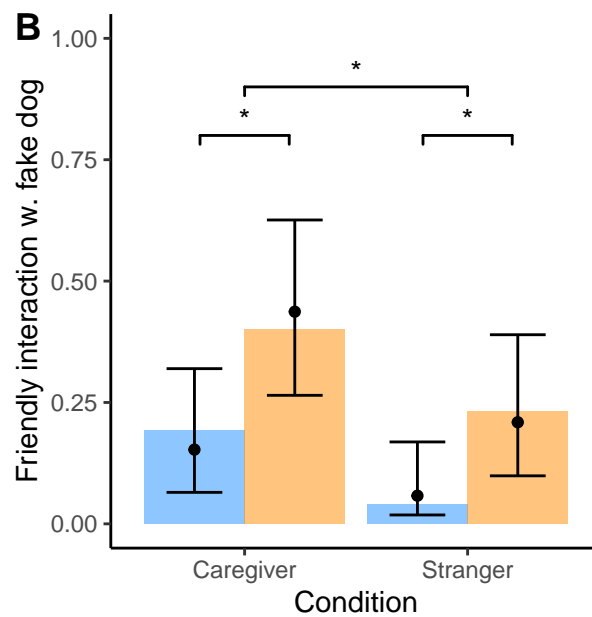 B
Friendly interaction w. fake dog
1.00
0.75
0.50
0.25
0.00
*
* *
Caregiver Stranger
Condition